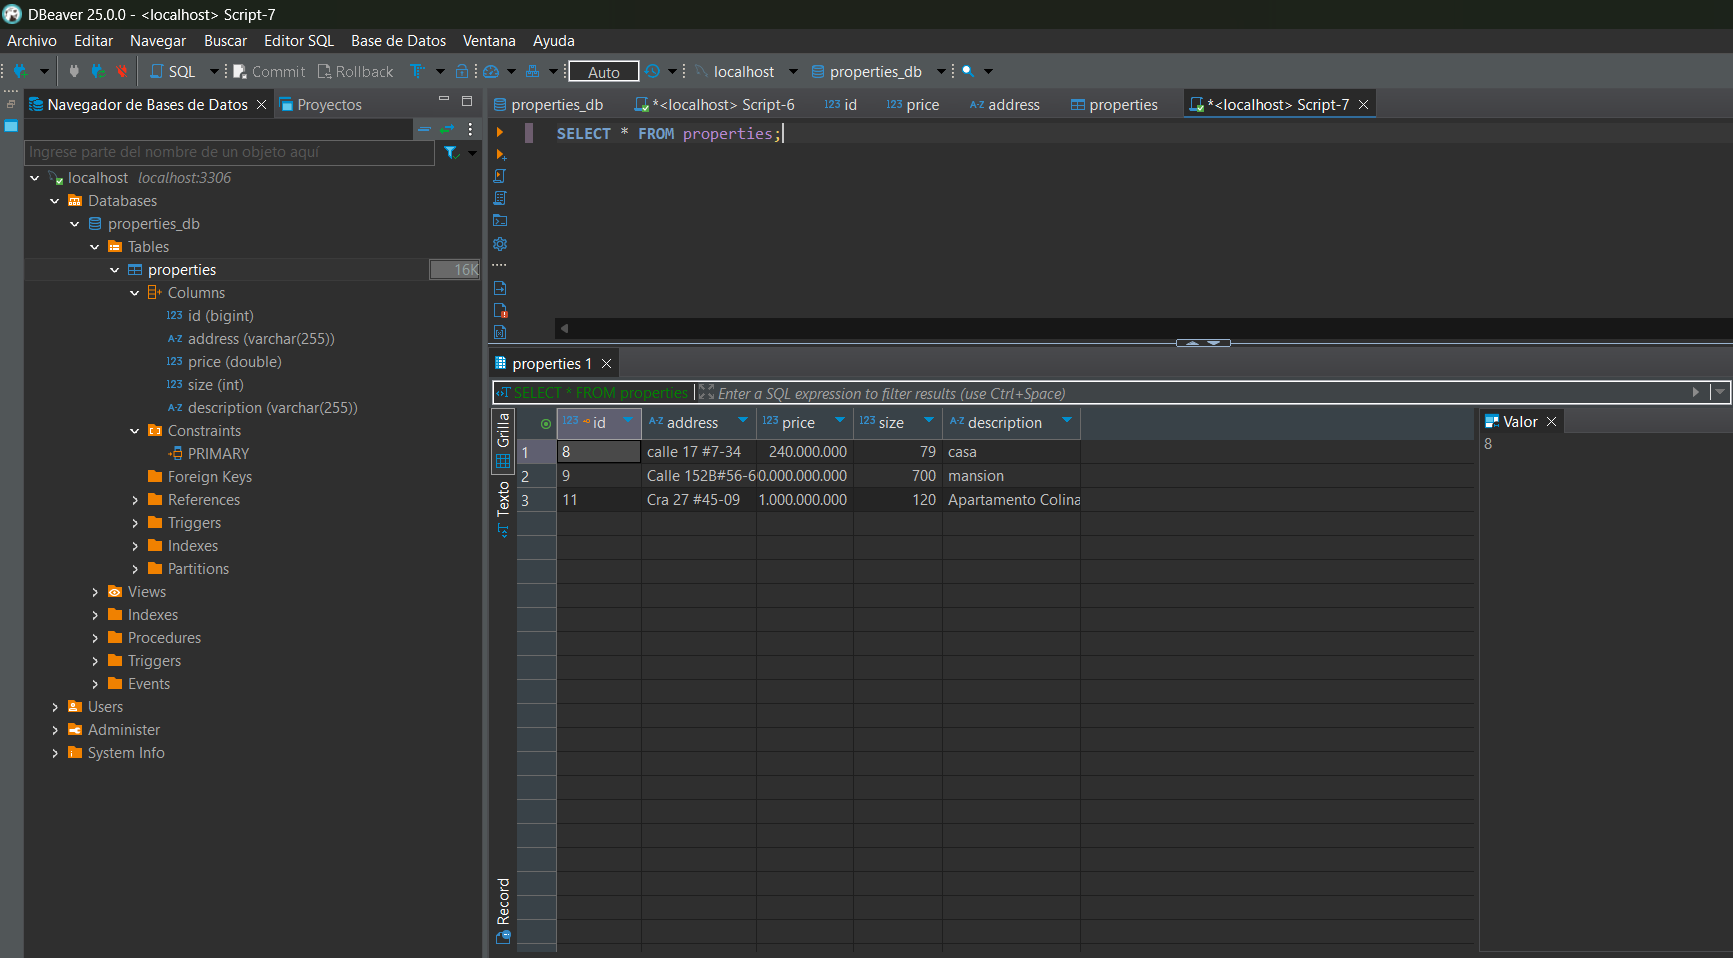 DBeaver 25.0.0 - <localhost> Script-7
Archivo Editar Navegar Buscar Editor SQL Base de Datos Ventana Ayuda
SQL Commit Rollback Auto localhost properties_db
Navegador de Bases de Datos Proyectos
Ingrese parte del nombre de un objeto aquí
localhost localhost:3306
Databases
properties_db
Tables
properties 16K
Columns
123 id (bigint)
A-Z address (varchar(255))
123 price (double)
123 size (int)
A-Z description (varchar(255))
Constraints
PRIMARY
Foreign Keys
References
Triggers
Indexes
Partitions
Views
Indexes
Procedures
Triggers
Events
Users
Administer
System Info
properties_db *<localhost> Script-6 123 id 123 price A-Z address properties *<localhost> Script-7
SELECT * FROM properties;
properties 1
SELECT * FROM properties Enter a SQL expression to filter results (use Ctrl+Space)
Grilla
Texto
Record
123 id A-Z address 123 price 123 size A-Z description
1 8 calle 17 #7-34 240.000.000 79 casa
2 9 Calle 152B#56-6 0.000.000.000 700 mansion
3 11 Cra 27 #45-09 1.000.000.000 120 Apartamento Colina
Valor
8